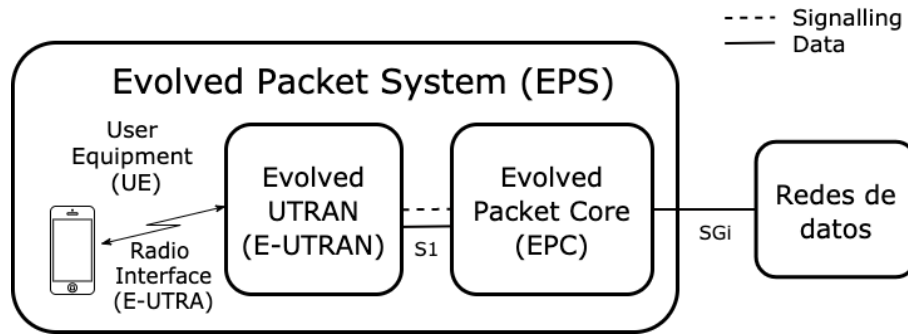 Signalling
Data
Evolved Packet System (EPS)
User
Equipment
(UE)
Radio
Interface
(E-UTRA)
Evolved
UTRAN
(E-UTRAN)
S1
Evolved
Packet Core
(EPC)
SGi
Redes de
datos